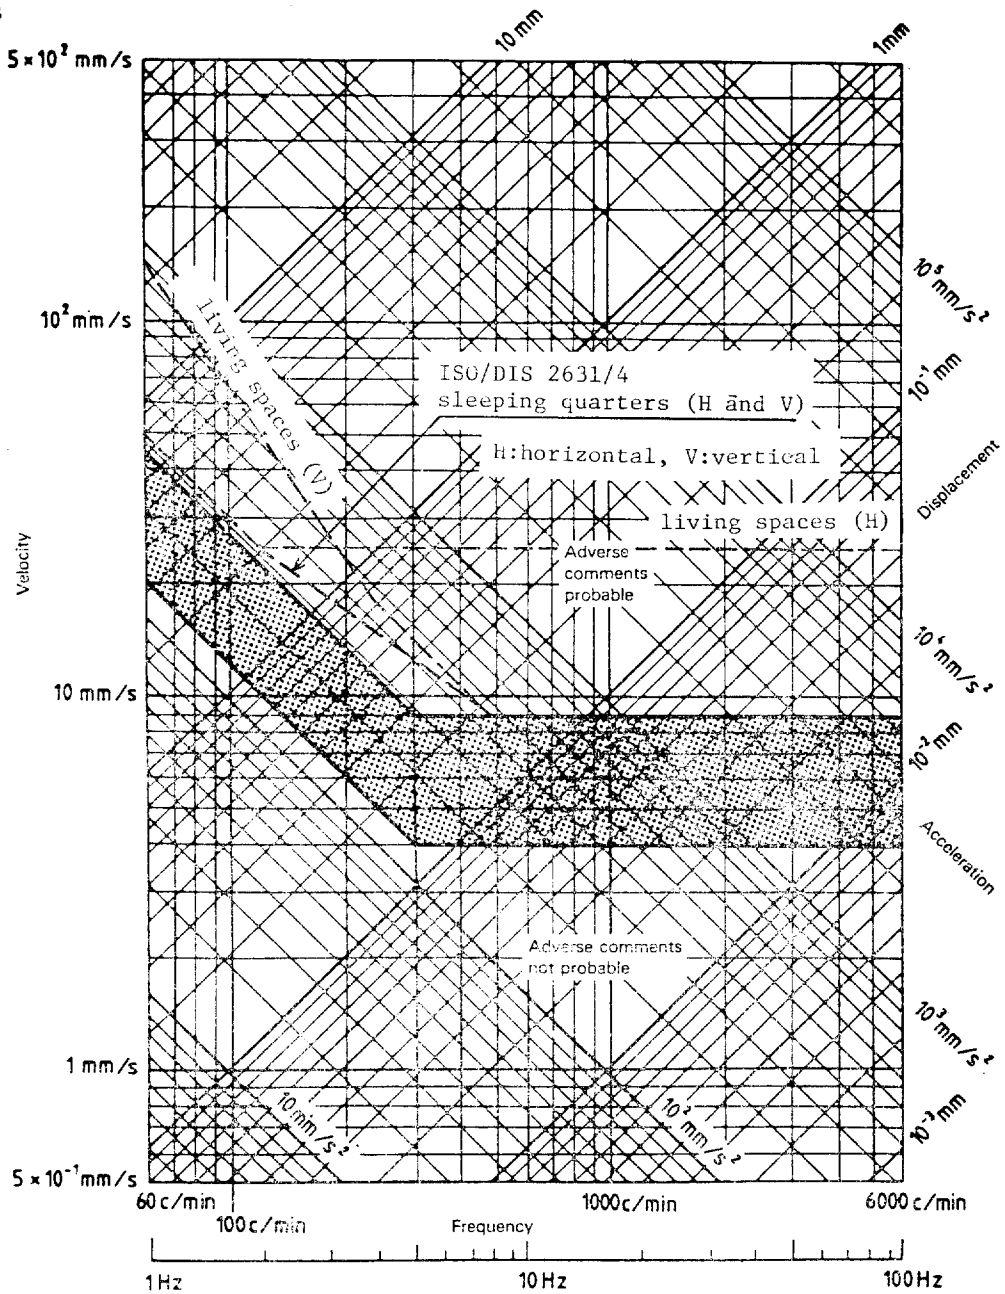 10 mm
1mm
5×10² mm/s
10² mm/s
10 mm/s
1 mm/s
5×10⁻¹ mm/s
Velocity
living spaces (V)
ISO/DIS 2631/4
sleeping quarters (H and V)
H:horizontal, V:vertical
living spaces (H)
Adverse
comments
probable
Adverse comments
not probable
10⁵ mm/s²
10⁻¹ mm
Displacement
10⁴ mm/s²
10⁻² mm
Acceleration
10³ mm/s²
10⁻³ mm
10 mm/s²
10² mm/s²
60 c/min
100 c/min
1000 c/min
6000 c/min
Frequency
1 Hz
10 Hz
100 Hz